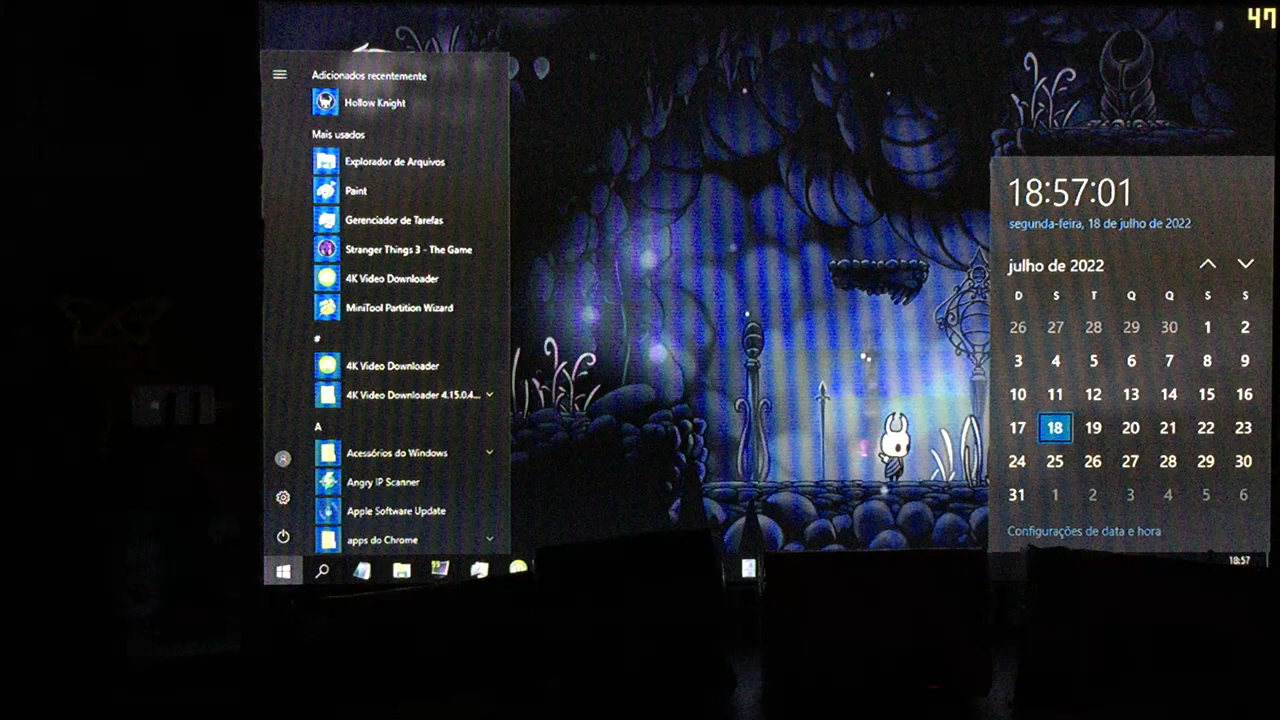 47
Adicionados recentemente
Hollow Knight
Mais usados
Explorador de Arquivos
Paint
Gerenciador de Tarefas
Stranger Things 3 - The Game
4K Video Downloader
MiniTool Partition Wizard
#
4K Video Downloader
4K Video Downloader 4.15.0.4...
A
Acessórios do Windows
Angry IP Scanner
Apple Software Update
apps do Chrome
18:57:01
segunda-feira, 18 de julho de 2022
julho de 2022
D S T Q Q S S
26 27 28 29 30 1 2
3 4 5 6 7 8 9
10 11 12 13 14 15 16
17 18 19 20 21 22 23
24 25 26 27 28 29 30
31 1 2 3 4 5 6
Configurações de data e hora
18:57